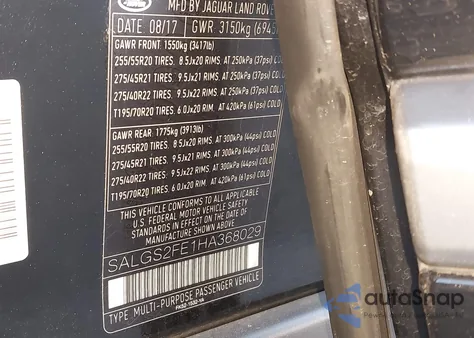 MFD BY JAGUAR LAND ROVE
DATE 08/17 GWR 3150kg (694
GAWR FRONT: 1550kg (3417lb)
255/55R20 TIRES. 8.5Jx20 RIMS. AT 250kPa (37psi) COLD
275/45R21 TIRES. 9.5Jx21 RIMS. AT 250kPa (37psi) COLD
275/40R22 TIRES. 9.5Jx22 RIMS. AT 250kPa (37psi) COLD
T195/70R20 TIRES. 6.0Jx20 RIM. AT 420kPa (61psi) COLD
GAWR REAR: 1775kg (3913lb)
255/55R20 TIRES. 8.5Jx20 RIMS. AT 300kPa (44psi) COLD
275/45R21 TIRES. 9.5Jx21 RIMS. AT 300kPa (44psi) COLD
275/40R22 TIRES. 9.5Jx22 RIMS. AT 300kPa (44psi) COLD
T195/70R20 TIRES. 6.0Jx20 RIM. AT 420kPa (61psi) COLD
THIS VEHICLE CONFORMS TO ALL APPLICABLE
U.S. FEDERAL MOTOR VEHICLE SAFETY
STANDARDS IN EFFECT ON THE DATE OF
MANUFACTURE SHOWN ABOVE.
SALGS2FE1HA368029
TYPE: MULTI-PURPOSE PASSENGER VEHICLE
autoSnap